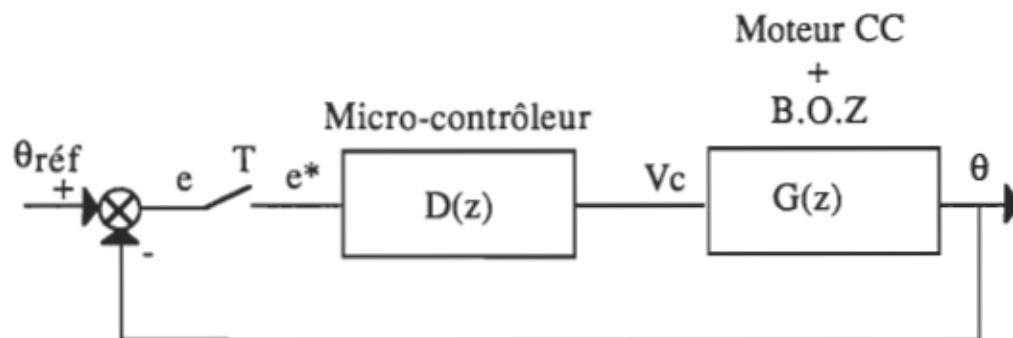 Moteur CC
+
B.O.Z
Micro-contrôleur
θréf
+
e
T
e*
D(z)
Vc
G(z)
θ
-